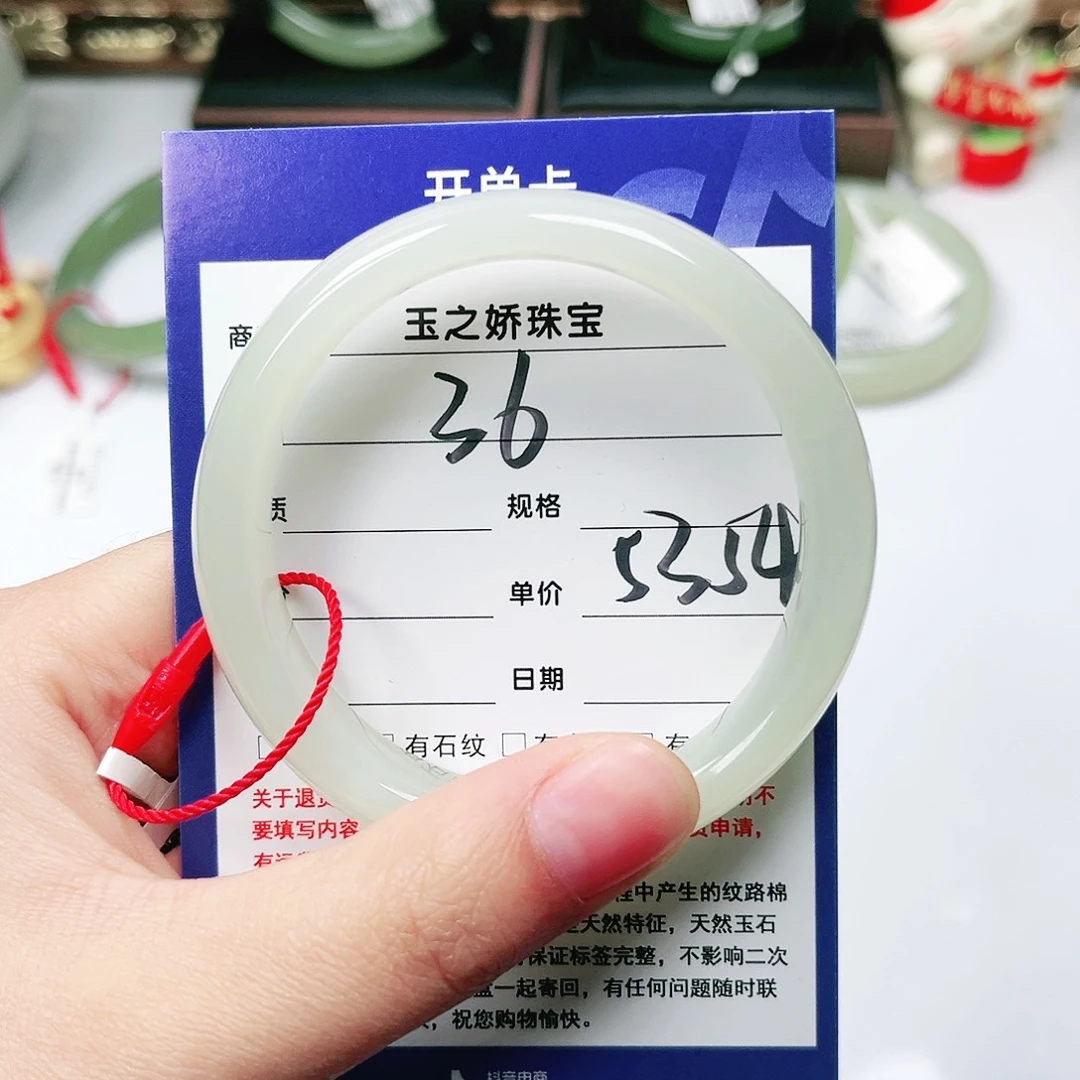 开单卡
商
玉之娇珠宝
36
质
规格
5354
单价
日期
有石纹
关于退
不
要填写内容
申请，
程中产生的纹路棉
天然特征，天然玉石
保证标签完整，不影响二次
一起寄回，有任何问题随时联
，祝您购物愉快。
抖音电商